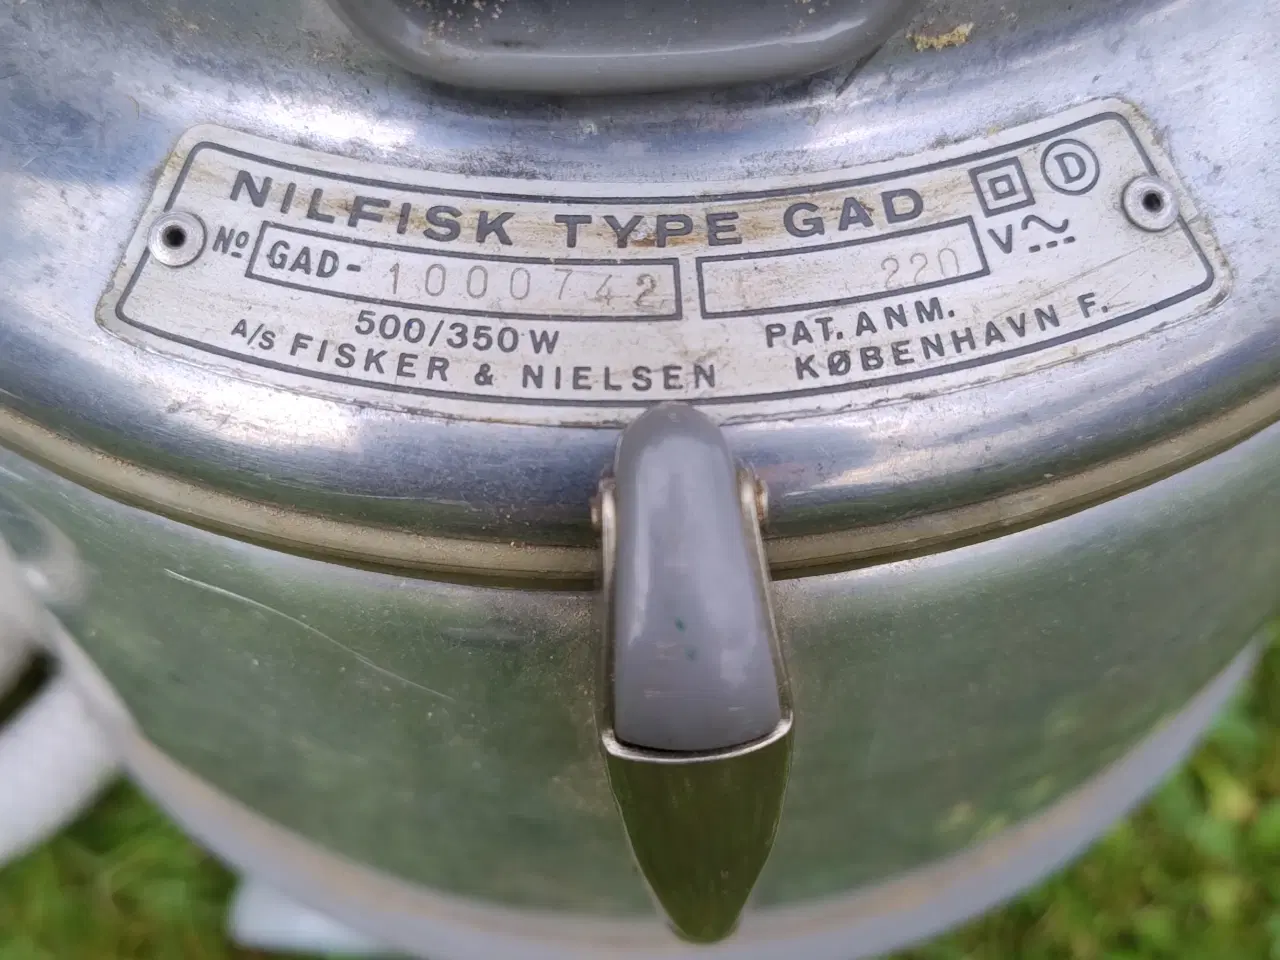 NILFISK TYPE GAD D
Nº GAD- 1000742 220 V
500/350 W PAT. ANM.
A/S FISKER & NIELSEN KØBENHAVN F.